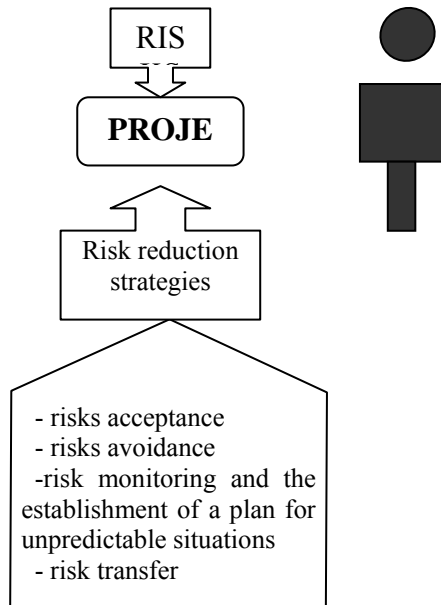 RIS
PROJE
Risk reduction
strategies
- risks acceptance
- risks avoidance
-risk monitoring and the
establishment of a plan for
unpredictable situations
- risk transfer